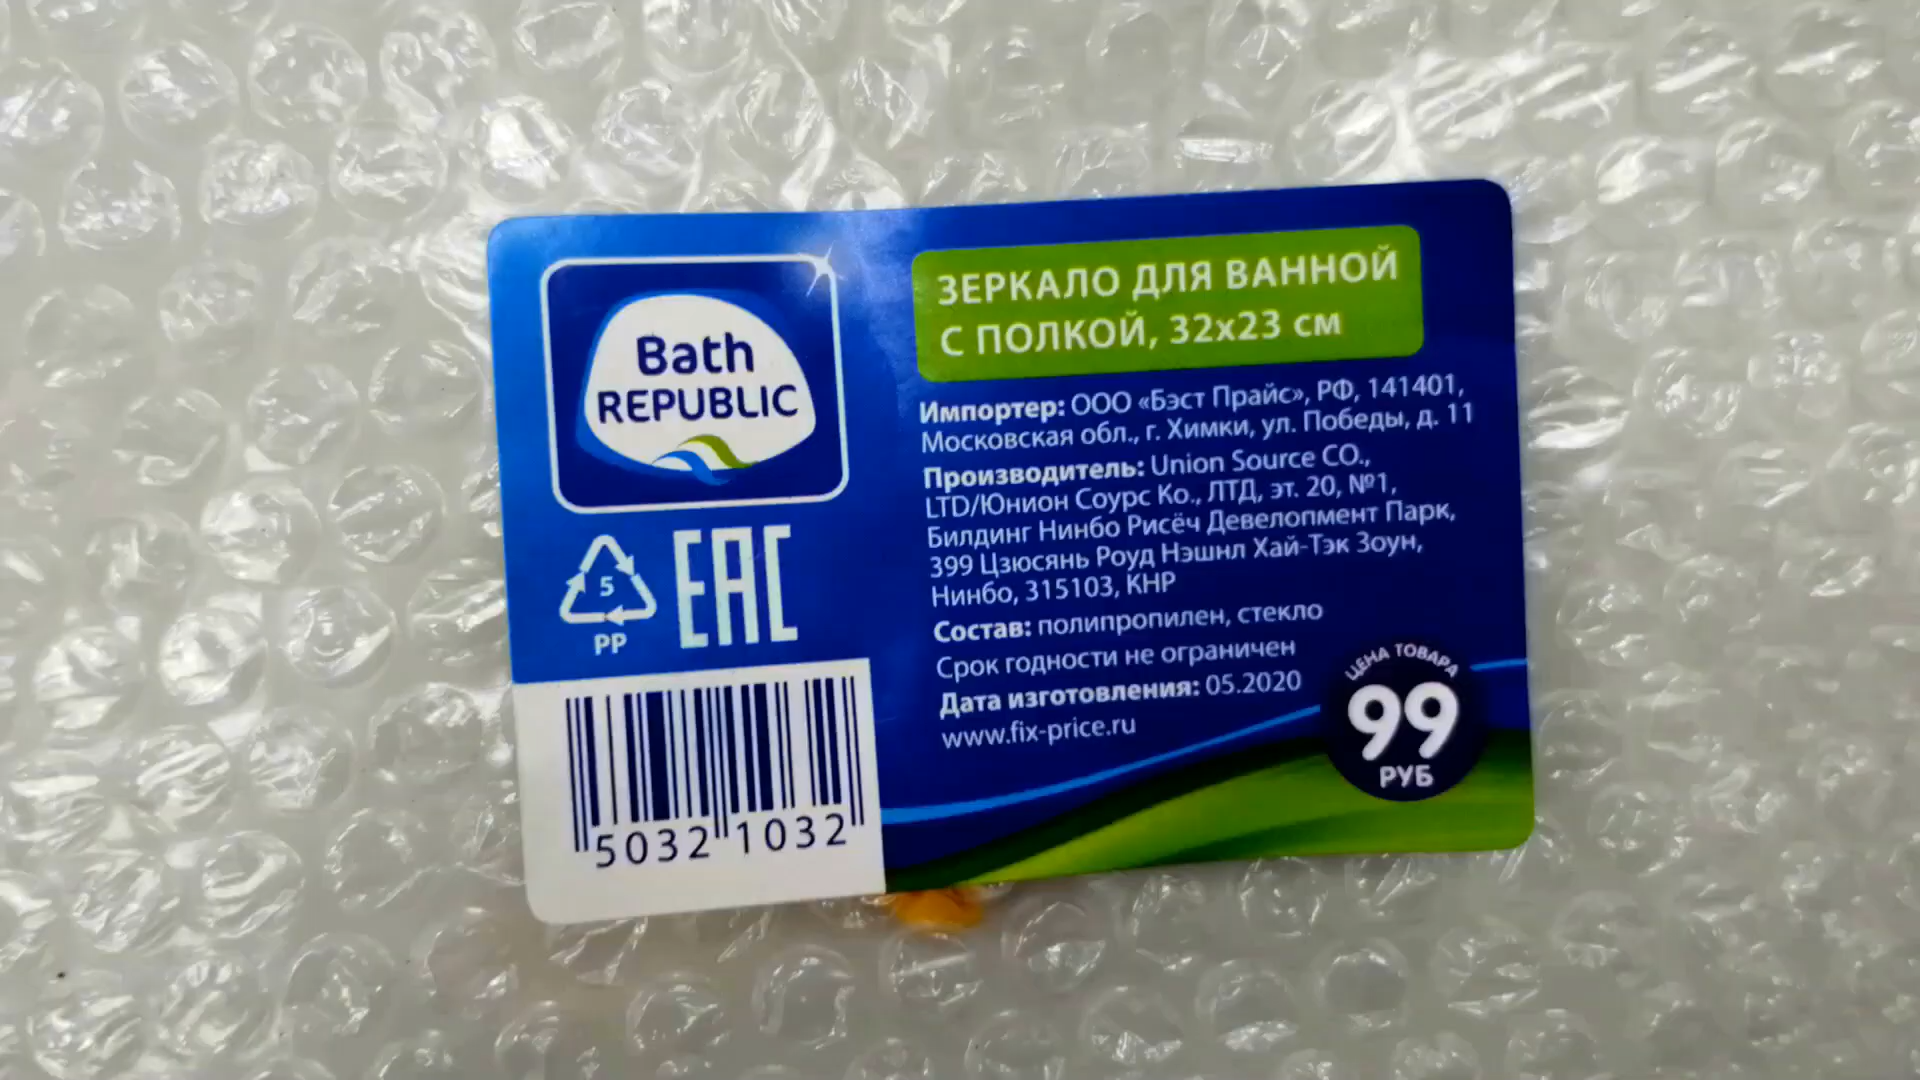 Bath
REPUBLIC
5
PP
EAC
5032 1032
ЗЕРКАЛО ДЛЯ ВАННОЙ
С ПОЛКОЙ, 32х23 см
Импортер: ООО «Бэст Прайс», РФ, 141401,
Московская обл., г. Химки, ул. Победы, д. 11
Производитель: Union Source CO.,
LTD/Юнион Соурс Ко., ЛТД, эт. 20, №1,
Билдинг Нинбо Рисёч Девелопмент Парк,
399 Цзюсянь Роуд Нэшнл Хай-Тэк Зоун,
Нинбо, 315103, КНР
Состав: полипропилен, стекло
Срок годности не ограничен
Дата изготовления: 05.2020
www.fix-price.ru
ЦЕНА ТОВАРА
99
РУБ